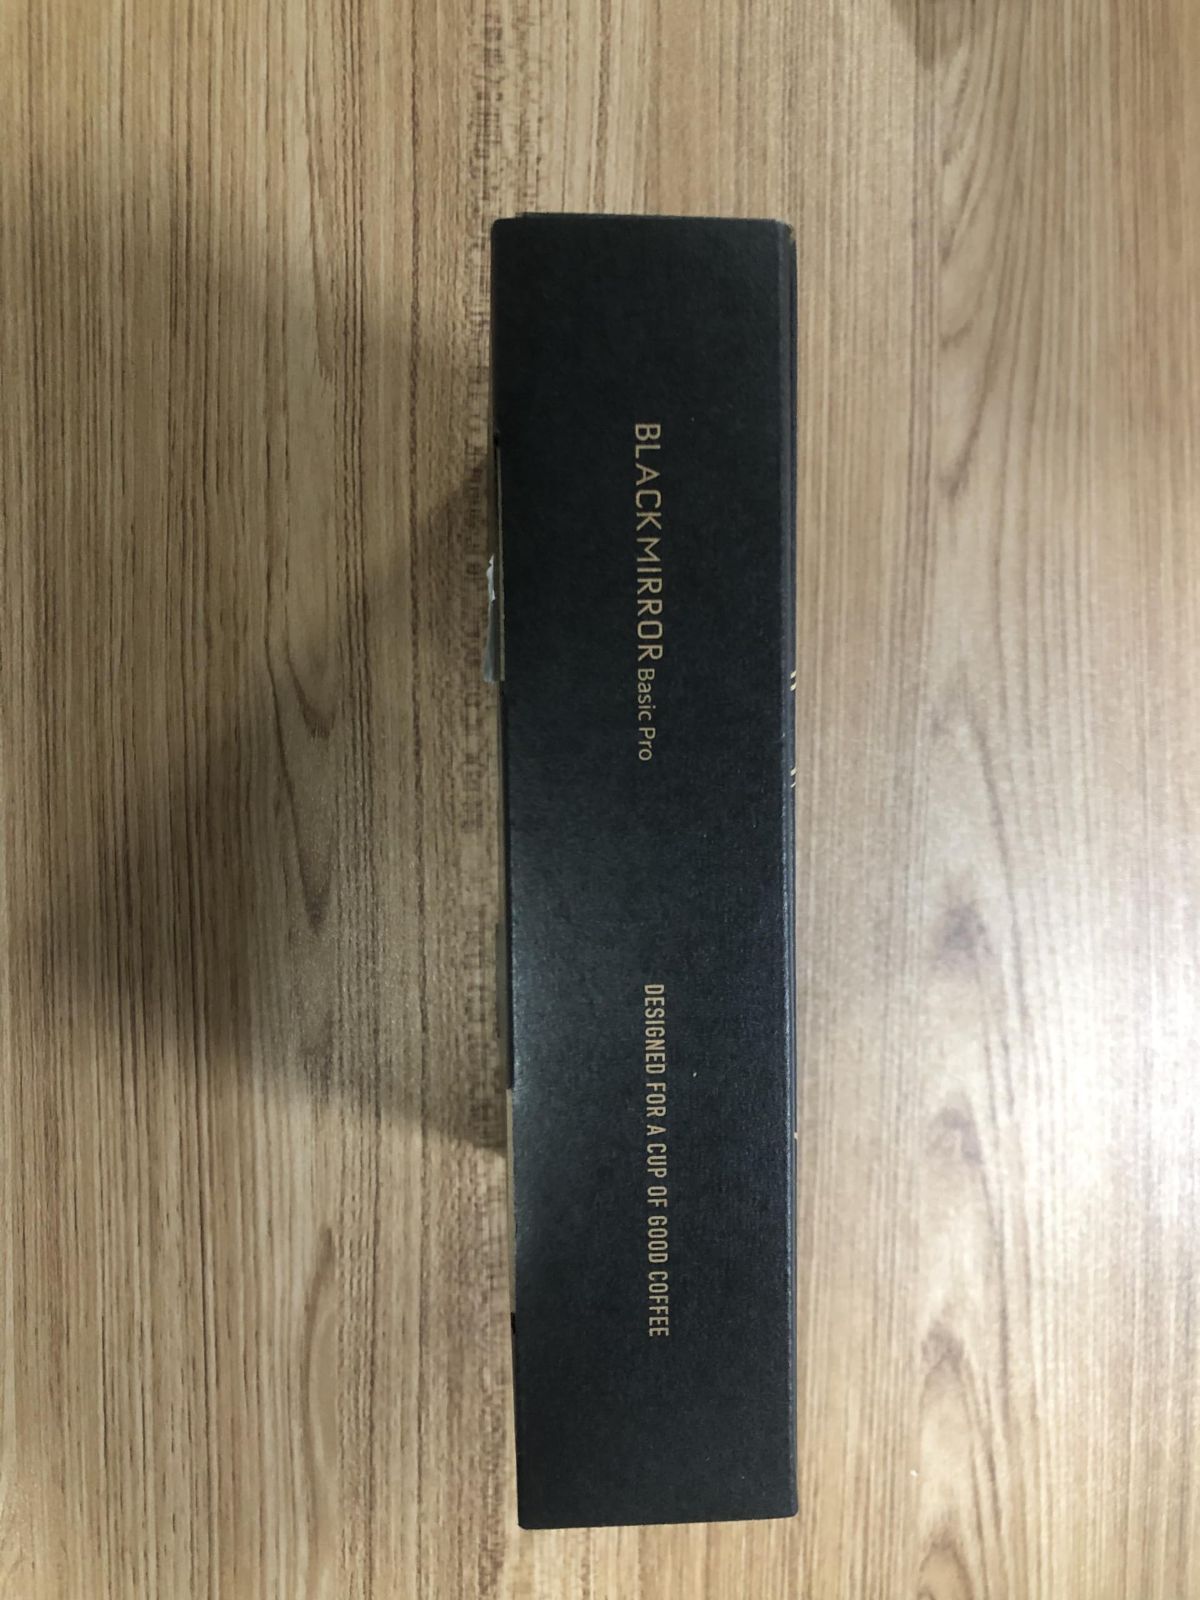 BLACKMIRROR Basic Pro
DESIGNED FOR A CUP OF GOOD COFFEE